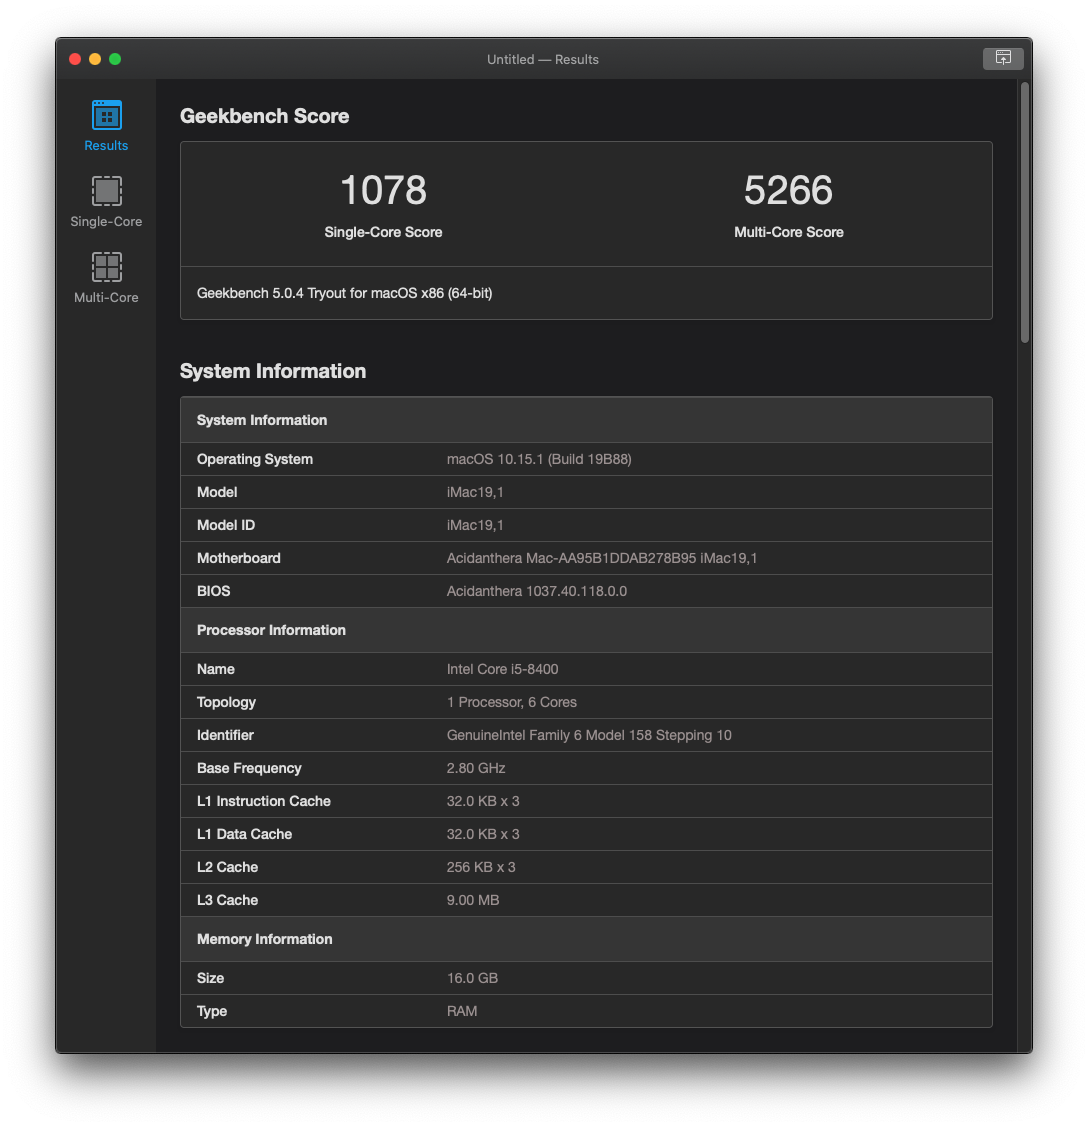 Untitled — Results
Results
Single-Core
Multi-Core
Geekbench Score
1078 5266
Single-Core Score Multi-Core Score
Geekbench 5.0.4 Tryout for macOS x86 (64-bit)
System Information
System Information
Operating System macOS 10.15.1 (Build 19B88)
Model iMac19,1
Model ID iMac19,1
Motherboard Acidanthera Mac-AA95B1DDAB278B95 iMac19,1
BIOS Acidanthera 1037.40.118.0.0
Processor Information
Name Intel Core i5-8400
Topology 1 Processor, 6 Cores
Identifier GenuineIntel Family 6 Model 158 Stepping 10
Base Frequency 2.80 GHz
L1 Instruction Cache 32.0 KB x 3
L1 Data Cache 32.0 KB x 3
L2 Cache 256 KB x 3
L3 Cache 9.00 MB
Memory Information
Size 16.0 GB
Type RAM